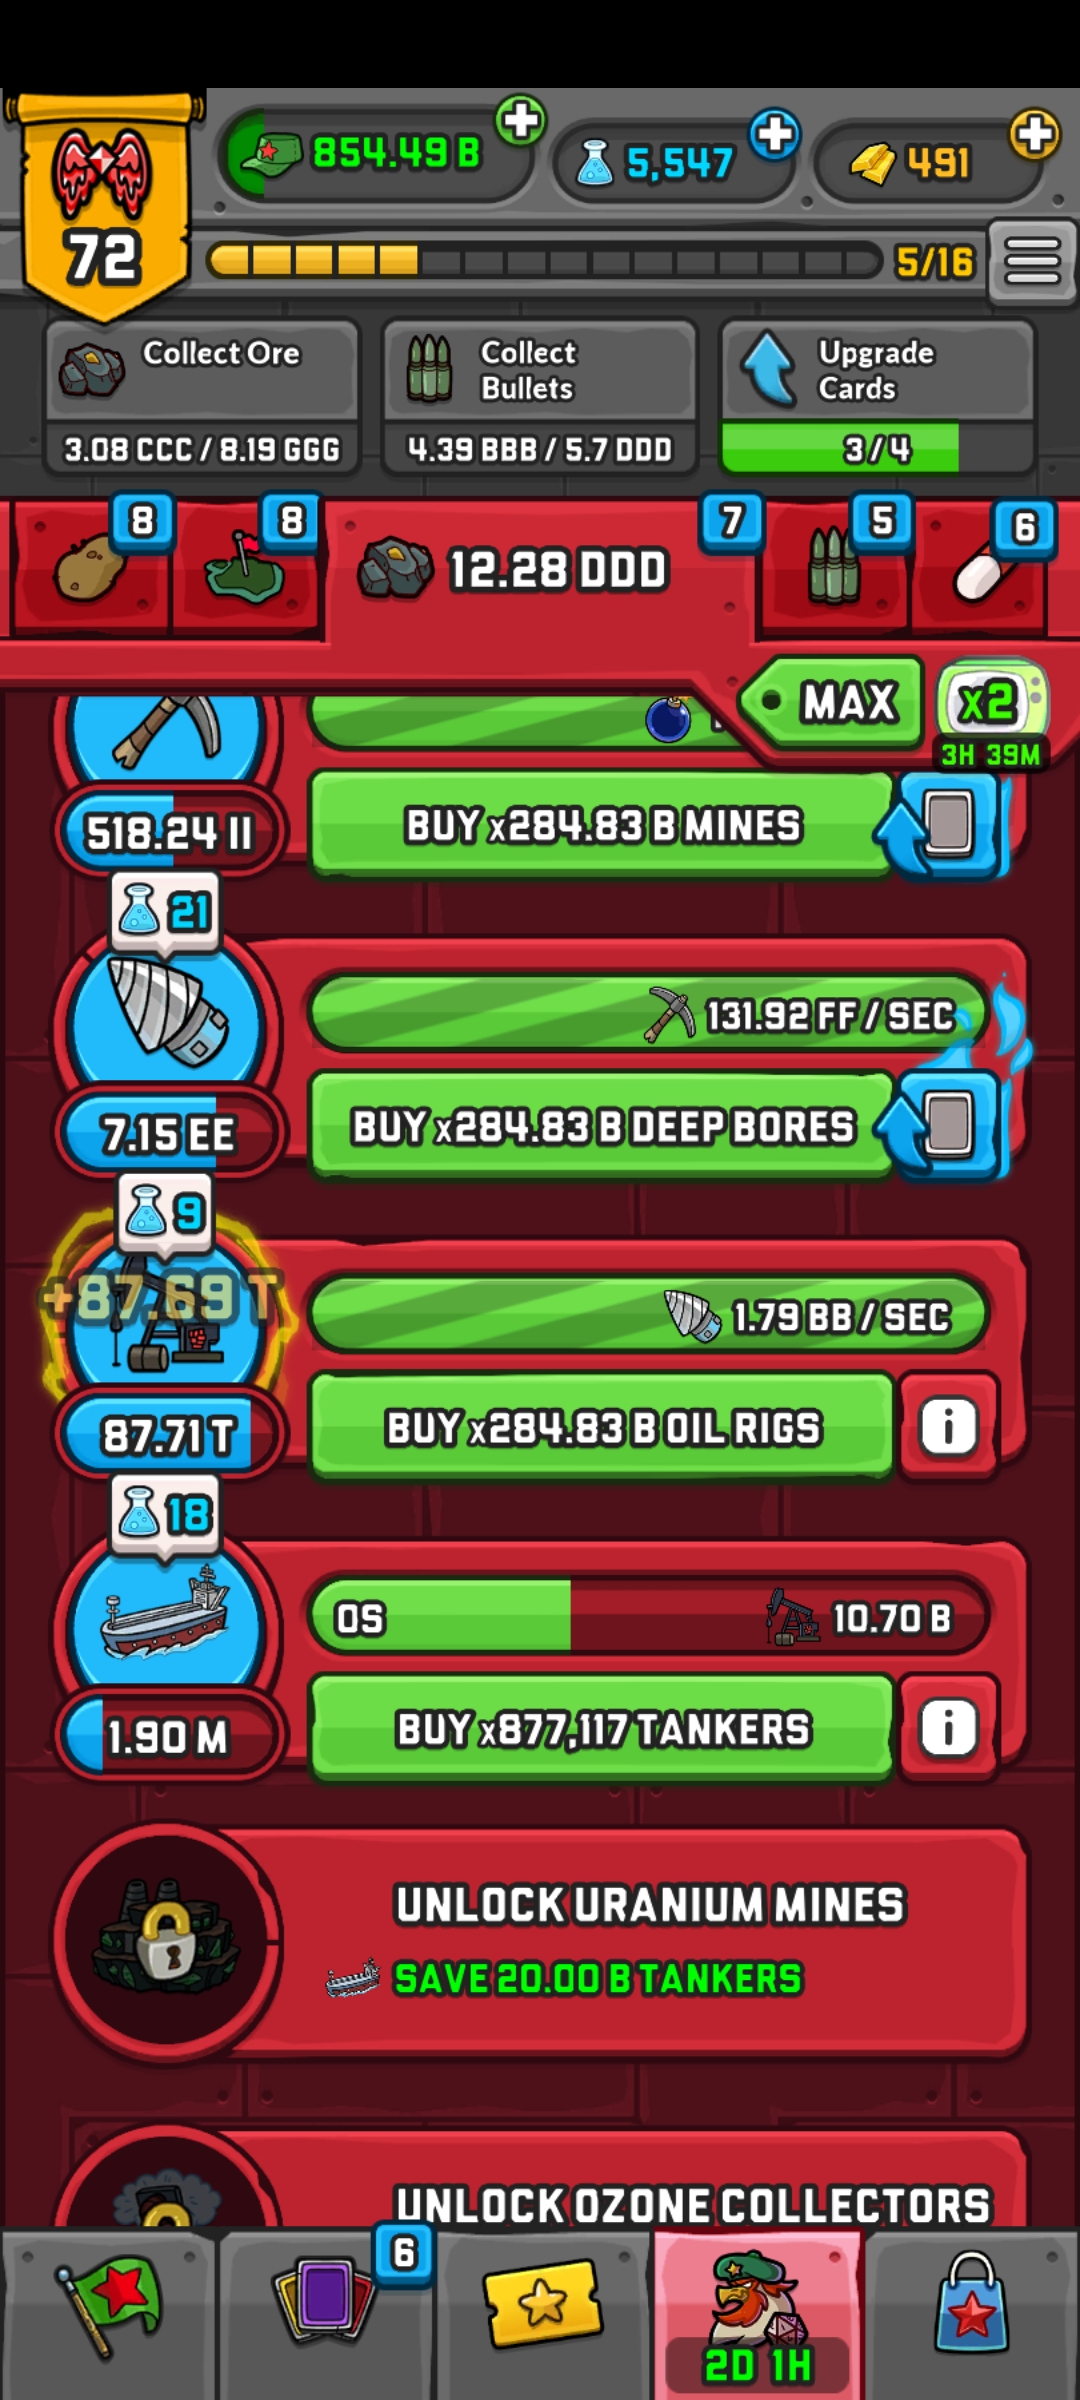 854.49 B
5,547
491
72
5/16
Collect Ore
3.08 CCC / 8.19 GGG
Collect
Bullets
4.39 BBB / 5.7 DDD
Upgrade
Cards
3/4
8
8
12.28 DDD
7
5
6
MAX
x2
3H 39M
518.24 II
BUY x284.83 B MINES
21
131.92 FF / SEC
7.15 EE
BUY x284.83 B DEEP BORES
9
+87.69 T
1.79 BB / SEC
87.71 T
BUY x284.83 B OIL RIGS
18
0S
10.70 B
1.90 M
BUY x877,117 TANKERS
UNLOCK URANIUM MINES
SAVE 20.00 B TANKERS
UNLOCK OZONE COLLECTORS
6
2D 1H